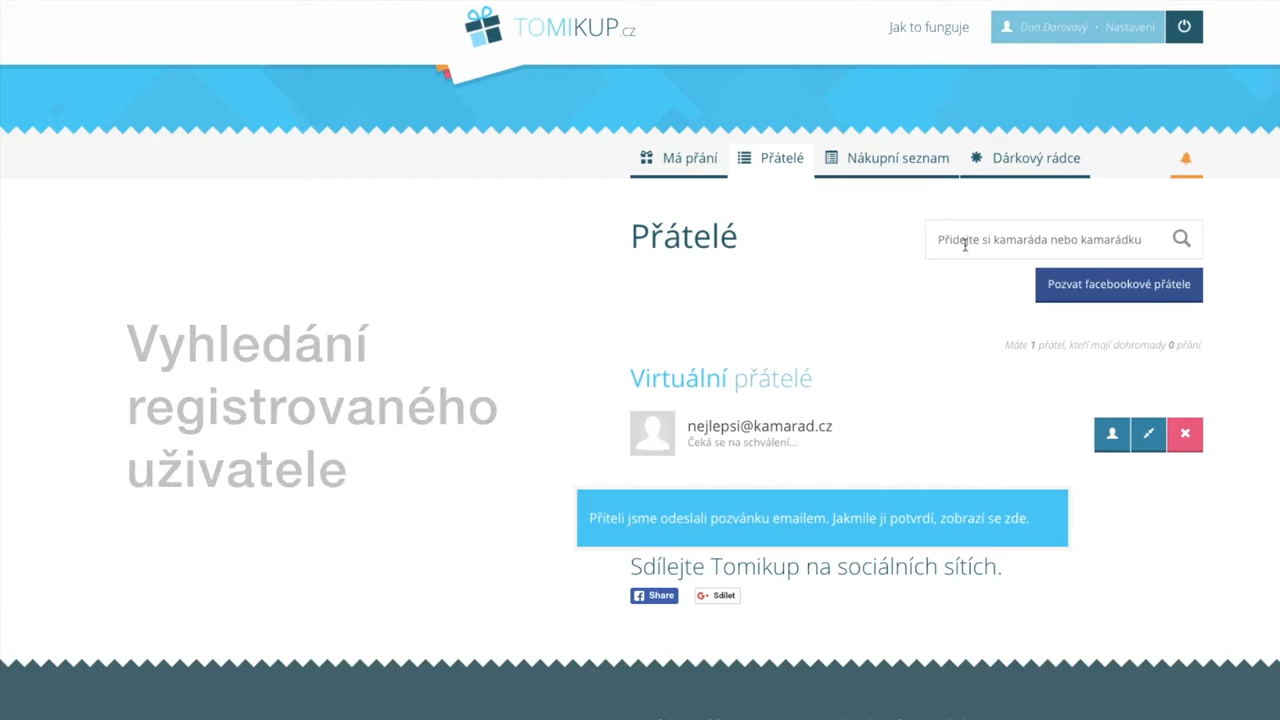 TOMIKUP.cz
Jak to funguje
Dan Darovavý · Nastavení
Má přání
Přátelé
Nákupní seznam
Dárkový rádce
Přátelé
Přidejte si kamaráda nebo kamarádku
Pozvat facebookové přátele
Máte 1 přátel, kteří mají dohromady 0 přání.
Vyhledání
registrovaného
uživatele
Virtuální přátelé
nejlepsi@kamarad.cz
Čeká se na schválení...
Příteli jsme odeslali pozvánku emailem. Jakmile ji potvrdí, zobrazí se zde.
Sdílejte Tomikup na sociálních sítích.
Share
G+ Sdílet